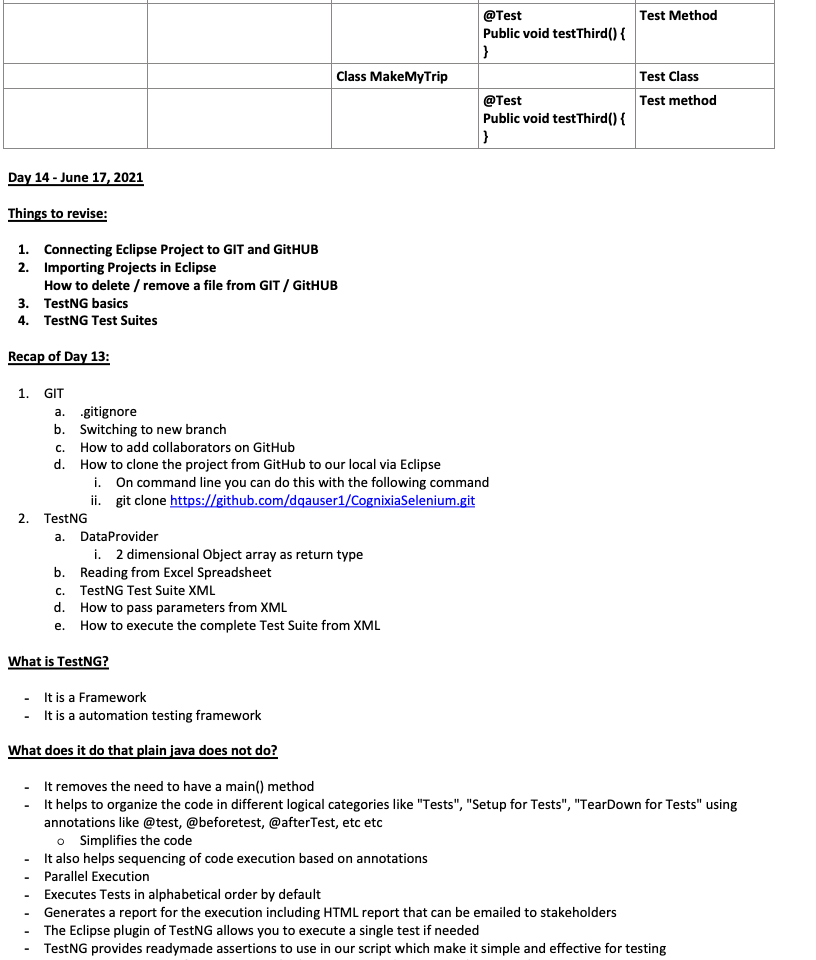 @Test Test Method
Public void testThird() {
}
Class MakeMyTrip Test Class
@Test Test method
Public void testThird() {
}
Day 14 - June 17, 2021
Things to revise:
1. Connecting Eclipse Project to GIT and GitHUB
2. Importing Projects in Eclipse
How to delete / remove a file from GIT / GitHUB
3. TestNG basics
4. TestNG Test Suites
Recap of Day 13:
1. GIT
a. .gitignore
b. Switching to new branch
c. How to add collaborators on GitHub
d. How to clone the project from GitHub to our local via Eclipse
i. On command line you can do this with the following command
ii. git clone https://github.com/dqauser1/CognixiaSelenium.git
2. TestNG
a. DataProvider
i. 2 dimensional Object array as return type
b. Reading from Excel Spreadsheet
c. TestNG Test Suite XML
d. How to pass parameters from XML
e. How to execute the complete Test Suite from XML
What is TestNG?
- It is a Framework
- It is a automation testing framework
What does it do that plain java does not do?
- It removes the need to have a main() method
- It helps to organize the code in different logical categories like "Tests", "Setup for Tests", "TearDown for Tests" using
annotations like @test, @beforetest, @afterTest, etc etc
o Simplifies the code
- It also helps sequencing of code execution based on annotations
- Parallel Execution
- Executes Tests in alphabetical order by default
- Generates a report for the execution including HTML report that can be emailed to stakeholders
- The Eclipse plugin of TestNG allows you to execute a single test if needed
- TestNG provides readymade assertions to use in our script which make it simple and effective for testing